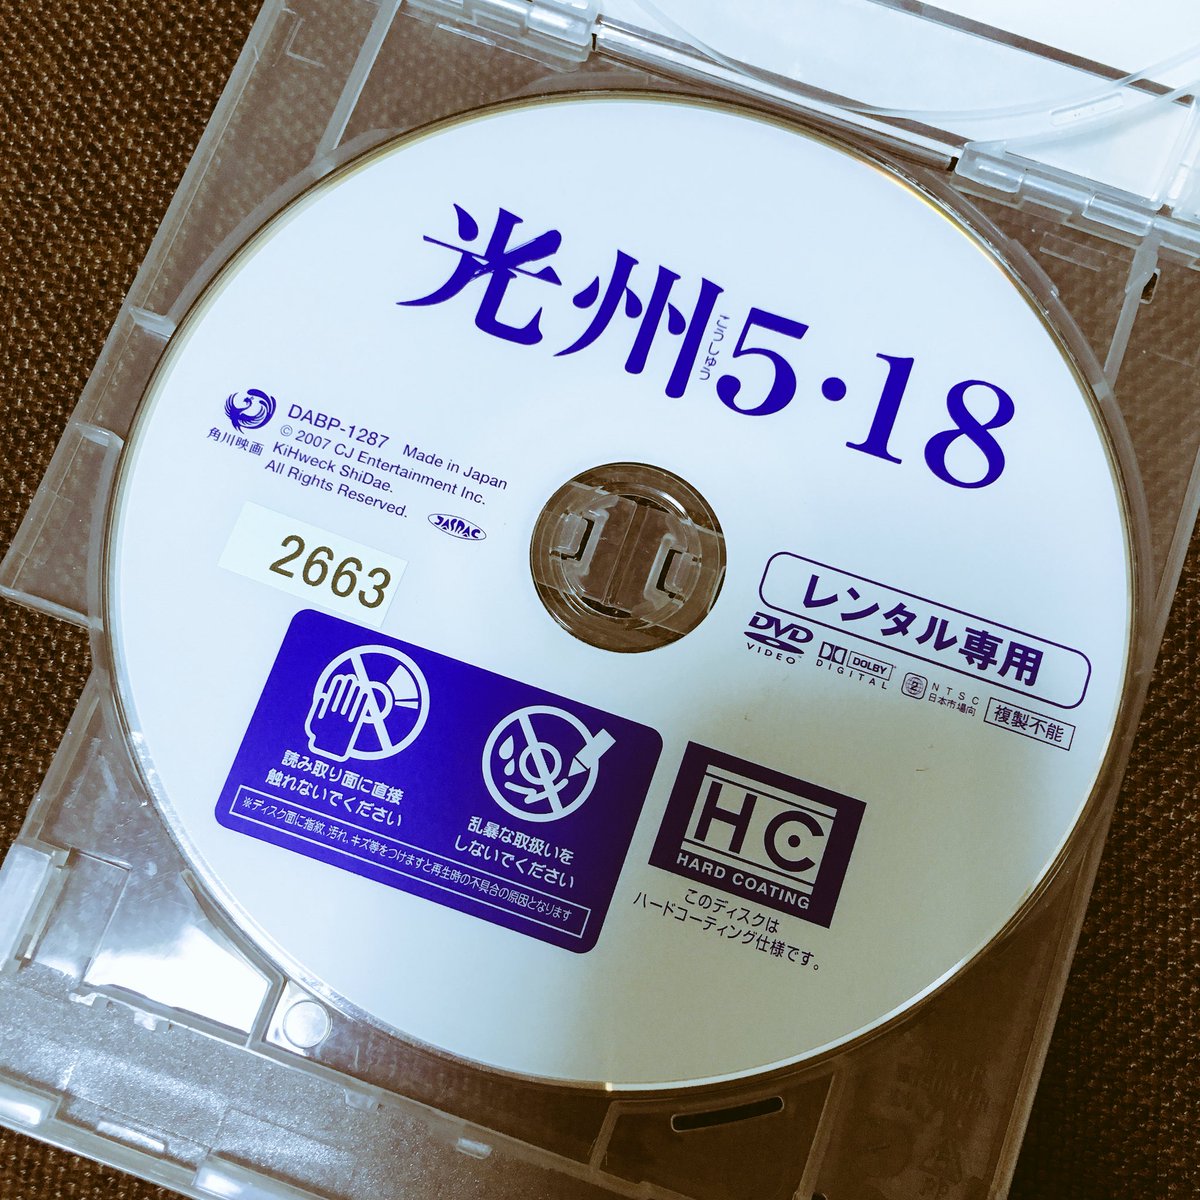 光州5・18
こうしゅう
角川映画
DABP-1287 Made in Japan
© 2007 CJ Entertainment Inc.
KiHweck ShiDae.
All Rights Reserved.
JASRAC
2663
レンタル専用
DVD
VIDEO
DOLBY
DIGITAL
2
NTSC
日本市場向
複製不能
読み取り面に直接
触れないでください
乱暴な取扱いを
しないでください
※ディスク面に指紋、汚れ、キズ等をつけますと再生時の不具合の原因となります
HC
HARD COATING
このディスクは
ハードコーティング仕様です。